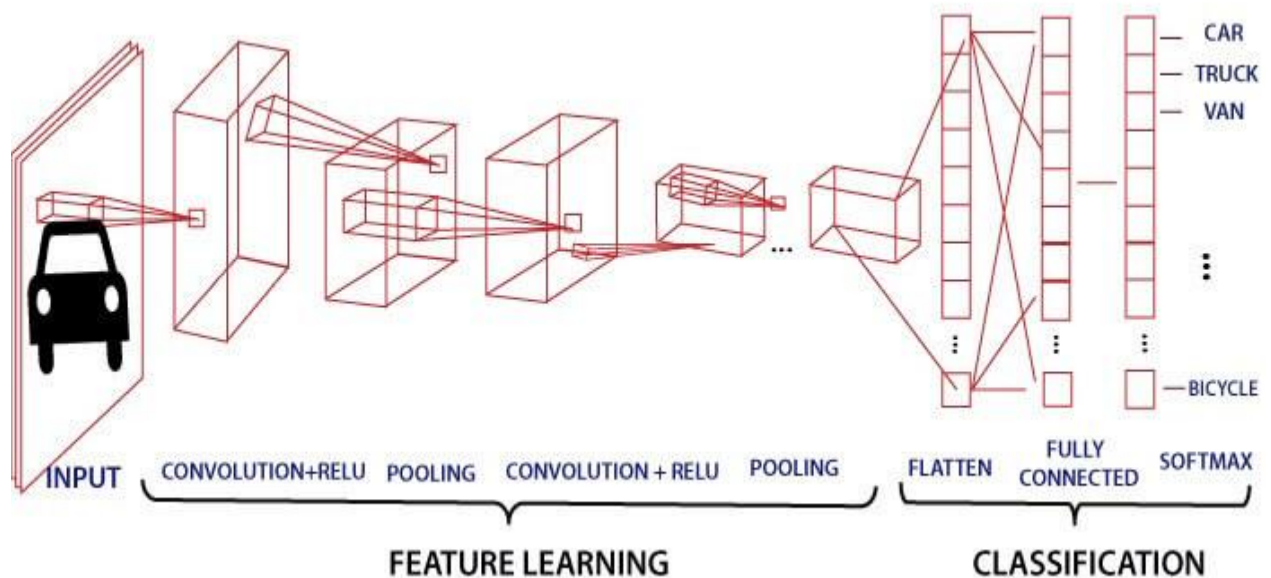 CAR
TRUCK
VAN
BICYCLE
INPUT
CONVOLUTION+RELU
POOLING
CONVOLUTION + RELU
POOLING
FLATTEN
FULLY
CONNECTED
SOFTMAX
FEATURE LEARNING
CLASSIFICATION